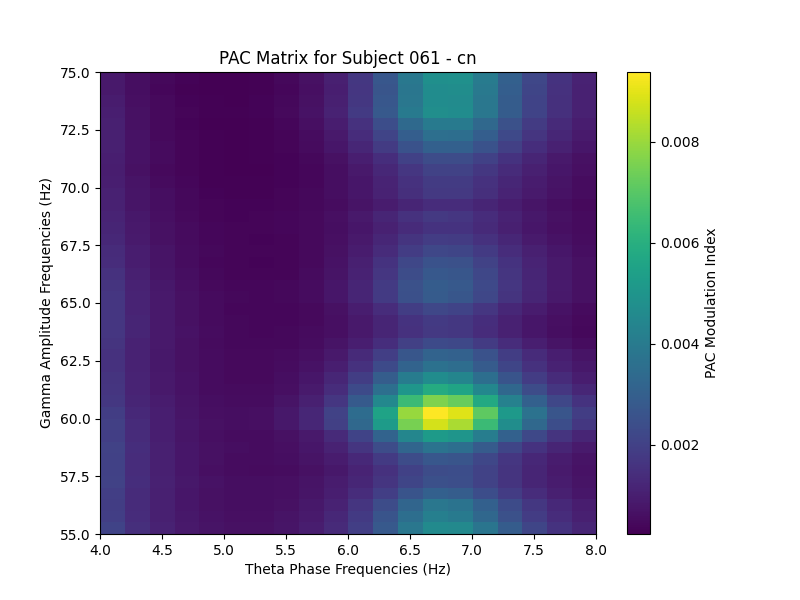 PAC Matrix for Subject 061 - cn
75.0
72.5
70.0
67.5
65.0
62.5
60.0
57.5
55.0
Gamma Amplitude Frequencies (Hz)
4.0 4.5 5.0 5.5 6.0 6.5 7.0 7.5 8.0
Theta Phase Frequencies (Hz)
0.008
0.006
0.004
0.002
PAC Modulation Index